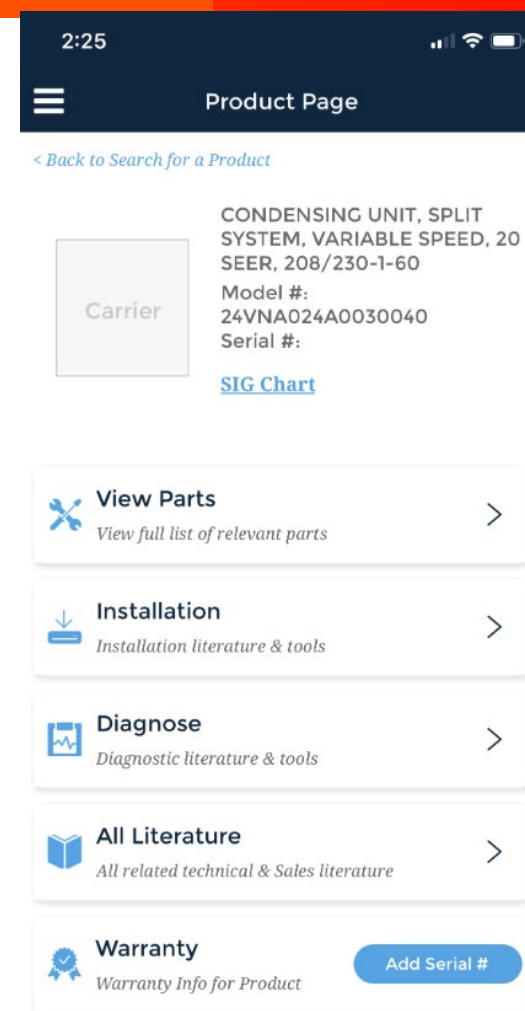 2:25
Product Page
< Back to Search for a Product
Carrier
CONDENSING UNIT, SPLIT
SYSTEM, VARIABLE SPEED, 20
SEER, 208/230-1-60
Model #:
24VNA024A0030040
Serial #:
SIG Chart
View Parts
View full list of relevant parts
Installation
Installation literature & tools
Diagnose
Diagnostic literature & tools
All Literature
All related technical & Sales literature
Warranty
Warranty Info for Product
Add Serial #